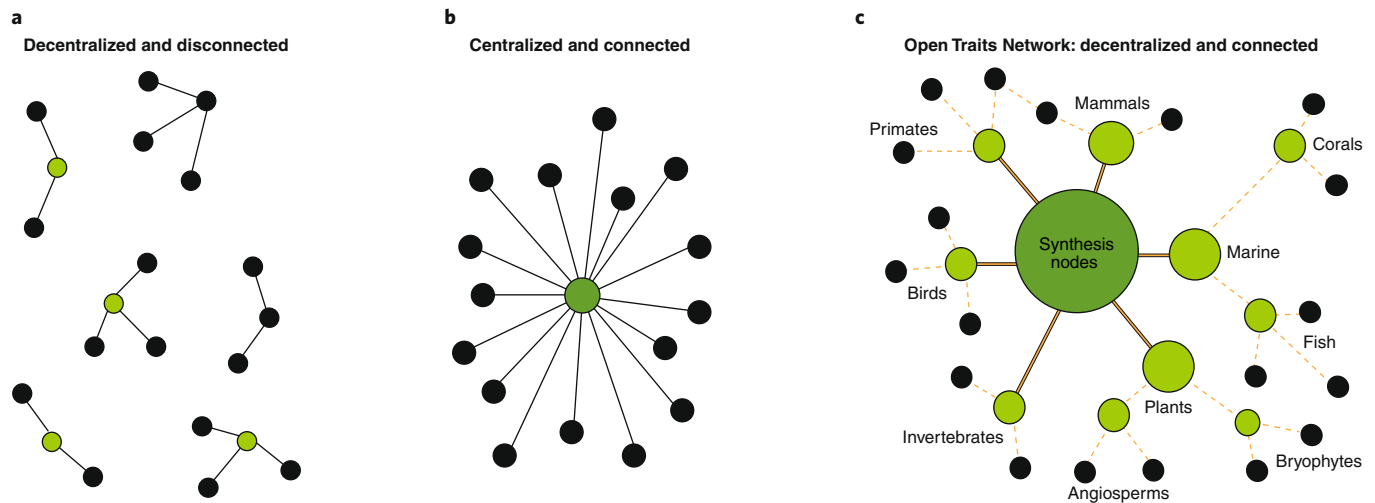 a
Decentralized and disconnected
b
Centralized and connected
c
Open Traits Network: decentralized and connected
Mammals
Primates
Corals
Synthesis
nodes
Marine
Birds
Fish
Plants
Invertebrates
Bryophytes
Angiosperms